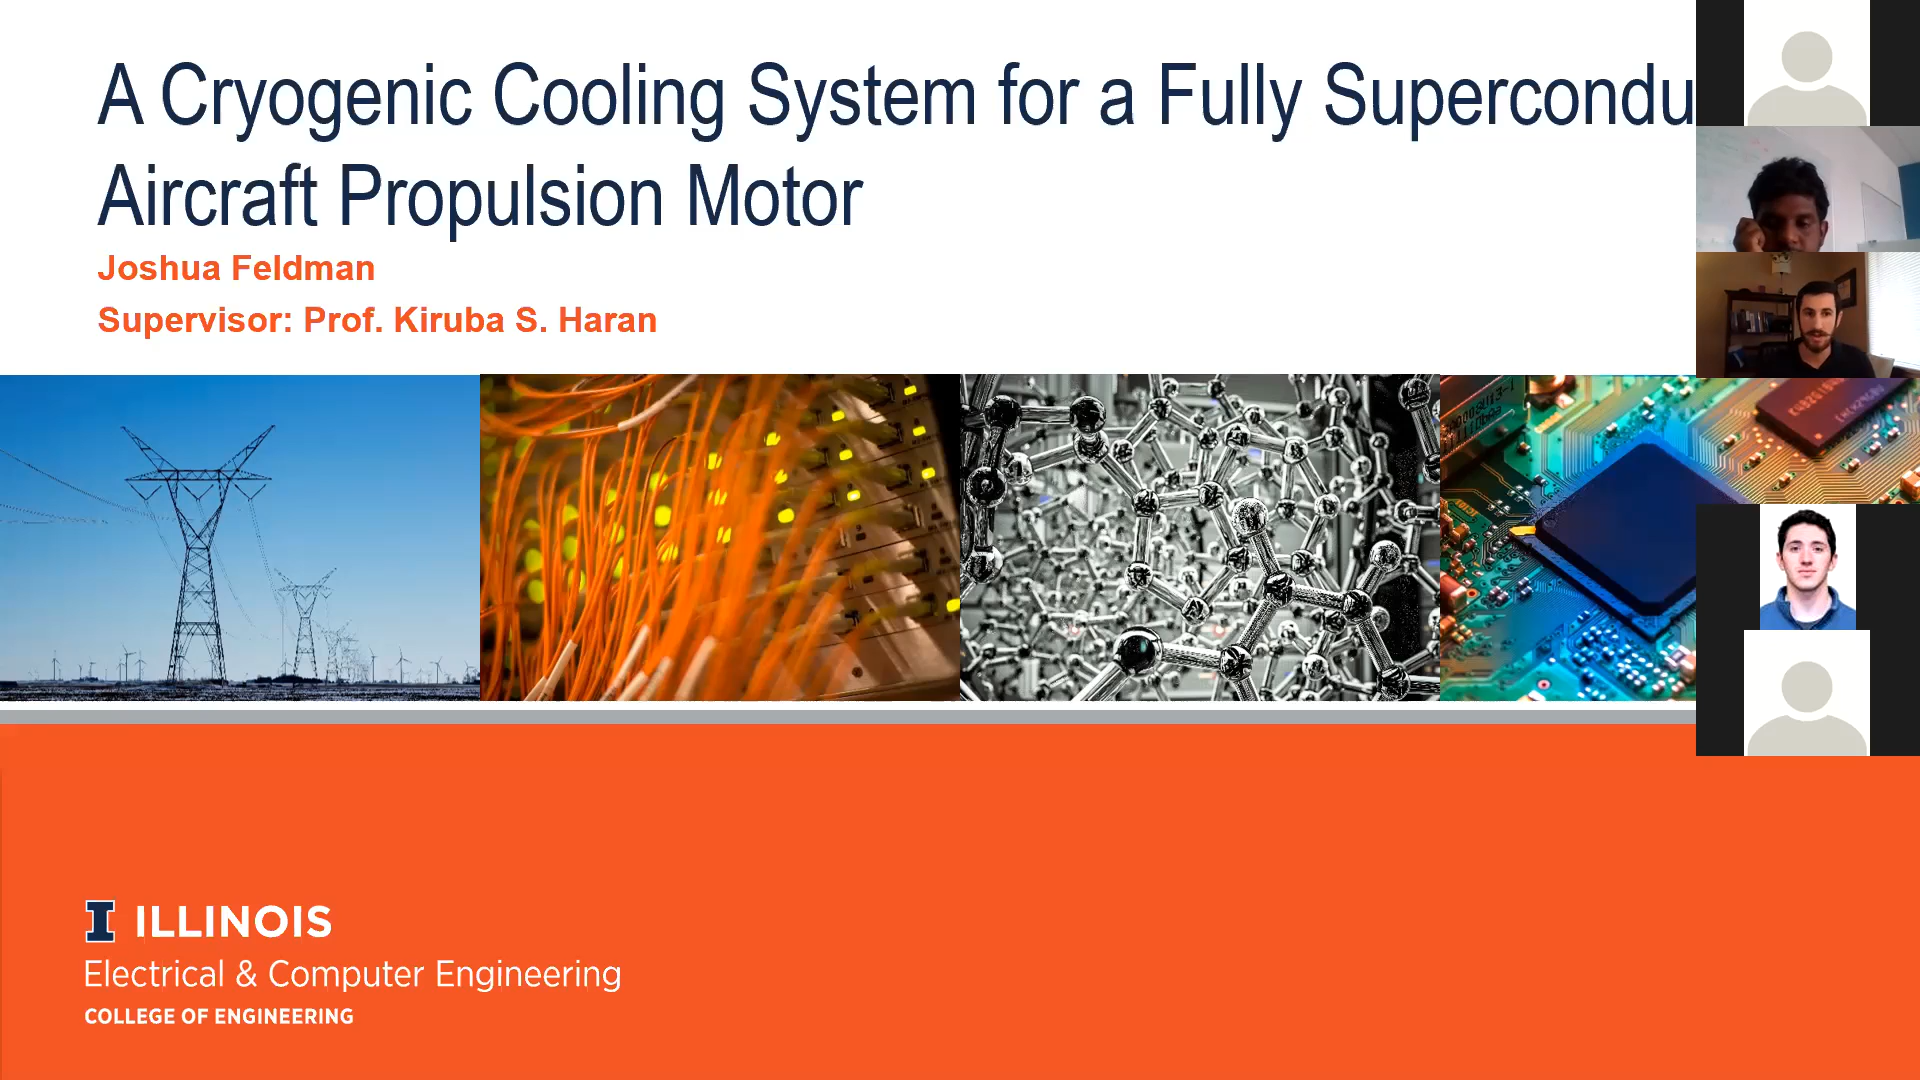 A Cryogenic Cooling System for a Fully Supercondu
Aircraft Propulsion Motor
Joshua Feldman
Supervisor: Prof. Kiruba S. Haran
I ILLINOIS
Electrical & Computer Engineering
COLLEGE OF ENGINEERING